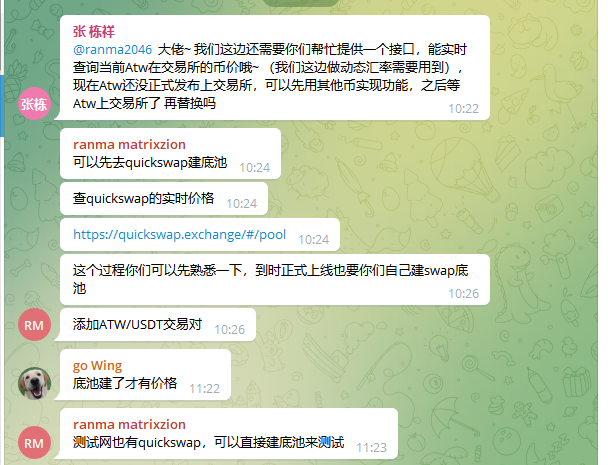 张 栋祥
@ranma2046 大佬~ 我们这边还需要你们帮忙提供一个接口，能实时
查询当前Atw在交易所的币价哦~ （我们这边做动态汇率需要用到），
现在Atw还没正式发布上交易所，可以先用其他币实现功能，之后等
Atw上交易所了 再替换吗
10:22
张栋
ranma matrixzion
可以先去quickswap建底池 10:24
查quickswap的实时价格 10:24
https://quickswap.exchange/#/pool 10:24
这个过程你们可以先熟悉一下，到时正式上线也要你们自己建swap底
池
10:26
添加ATW/USDT交易对 10:26
RM
go Wing
底池建了才有价格 11:22
ranma matrixzion
测试网也有quickswap，可以直接建底池来测试 11:23
RM